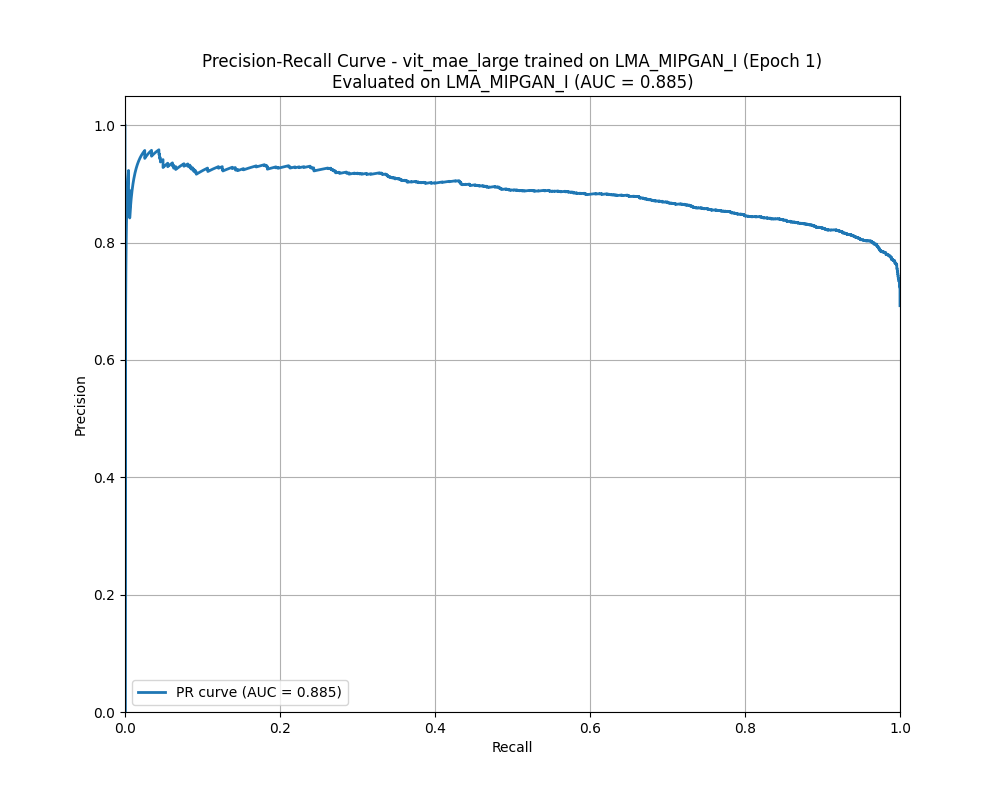 Precision-Recall Curve - vit_mae_large trained on LMA_MIPGAN_I (Epoch 1)
Evaluated on LMA_MIPGAN_I (AUC = 0.885)
1.0
0.8
0.6
0.4
0.2
0.0
Precision
PR curve (AUC = 0.885)
0.0 0.2 0.4 0.6 0.8 1.0
Recall